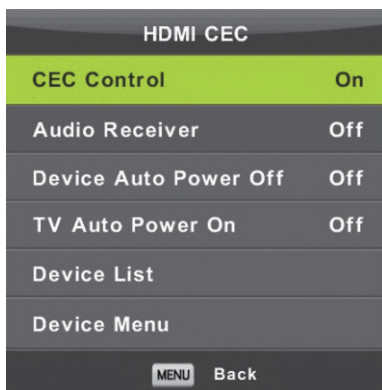 HDMI CEC
CEC Control On
Audio Receiver Off
Device Auto Power Off Off
TV Auto Power On Off
Device List
Device Menu
MENU Back